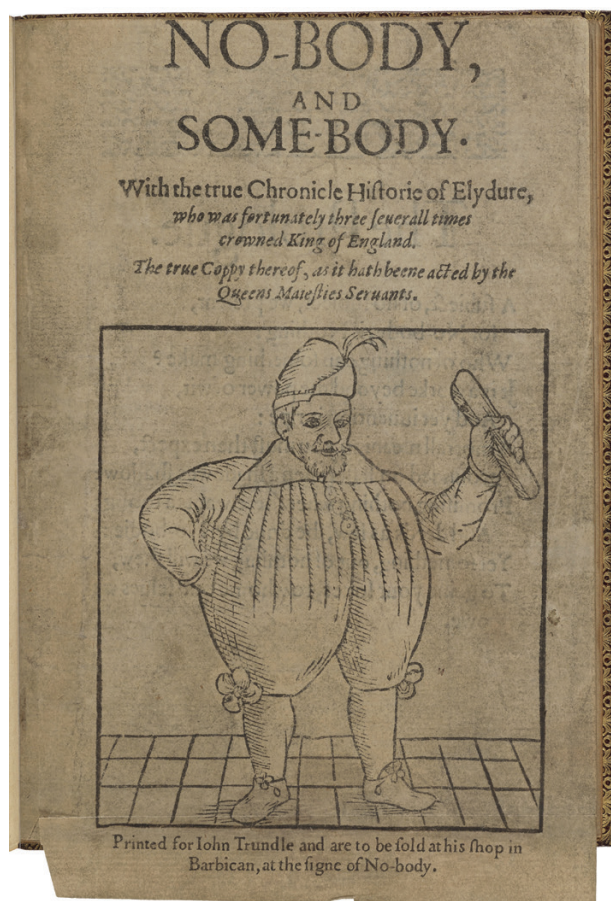 NO-BODY,
AND
SOME-BODY.
With the true Chronicle Hiſtorie of Elydure,
who was fortunately three ſeuerall times
crowned King of England.
The true Coppy thereof, as it hath beene acted by the
Queens Maieſties Seruants.
Printed for Iohn Trundle and are to be ſold at his ſhop in
Barbican, at the ſigne of No-body.